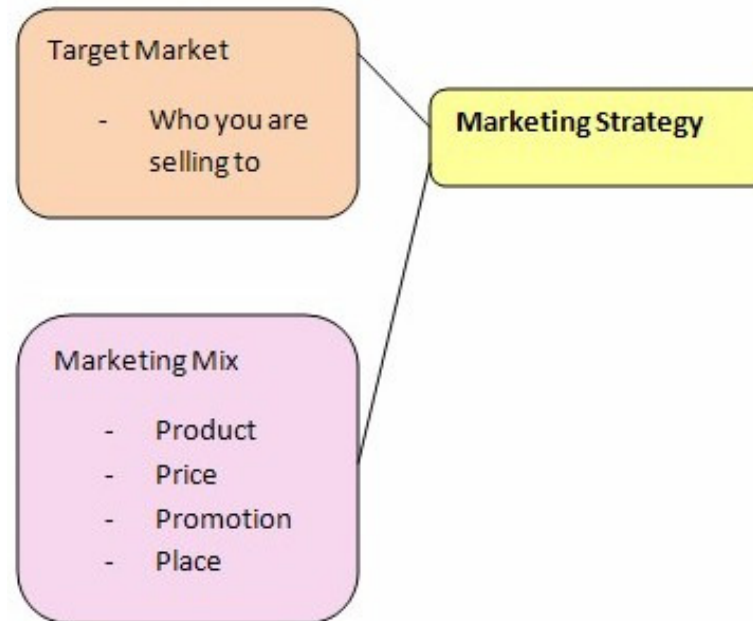 Target Market
- Who you are
selling to
Marketing Strategy
Marketing Mix
- Product
- Price
- Promotion
- Place